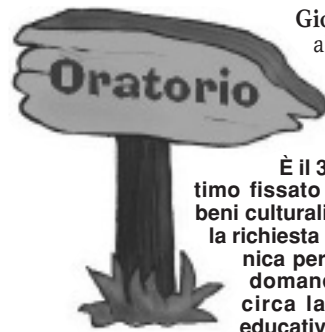 Gio
a
Oratorio
È il 3
timo fissato
beni culturali
la richiesta
nica per
domand
circa la
educativ